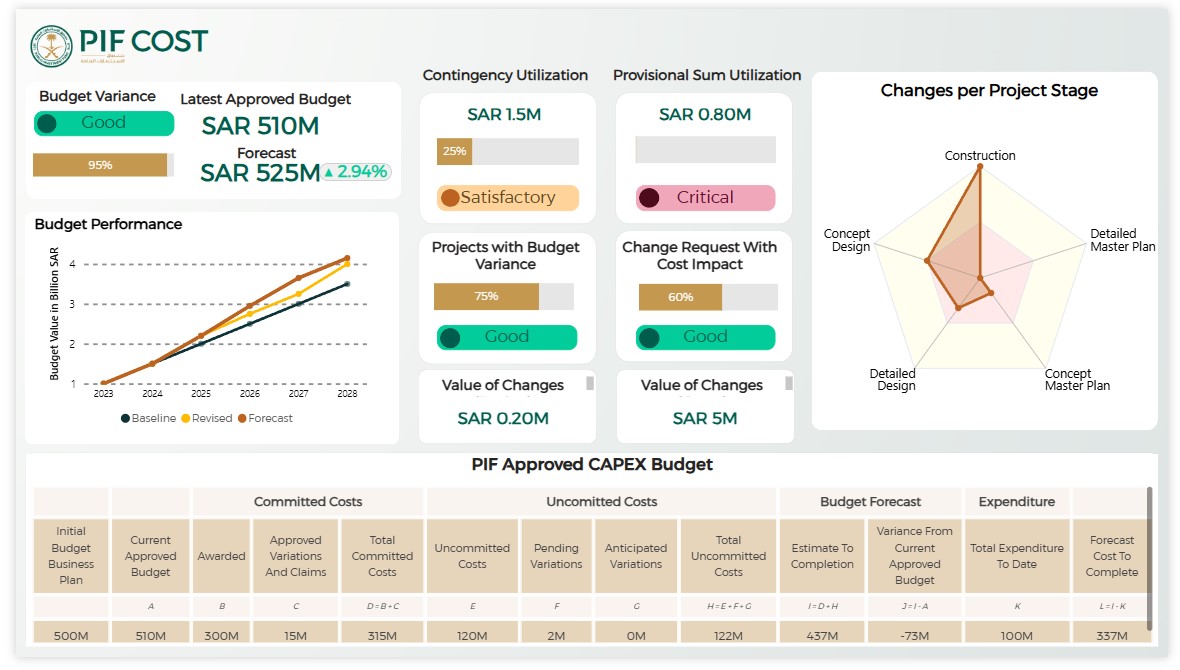 PIF COST
Budget Variance
Good
95%
Latest Approved Budget
SAR 510M
Forecast
SAR 525M ▲ 2.94%
Contingency Utilization
SAR 1.5M
25%
Satisfactory
Provisional Sum Utilization
SAR 0.80M
Critical
Projects with Budget
Variance
75%
Good
Change Request With
Cost Impact
60%
Good
Value of Changes
SAR 0.20M
Value of Changes
SAR 5M
Changes per Project Stage
Construction
Detailed
Master Plan
Concept
Master Plan
Detailed
Design
Concept
Design
Budget Performance
Budget Value in Billion SAR
4
3
2
1
2023 2024 2025 2026 2027 2028
Baseline Revised Forecast
PIF Approved CAPEX Budget
Committed Costs Uncomitted Costs Budget Forecast Expenditure
Initial
Budget
Business
Plan
Current
Approved
Budget
Awarded
Approved
Variations
And Claims
Total
Committed
Costs
Uncommitted
Costs
Pending
Variations
Anticipated
Variations
Total
Uncommitted
Costs
Estimate To
Completion
Variance From
Current
Approved
Budget
Total Expenditure
To Date
Forecast
Cost To
Complete
A B C D=B+C E F G H=E+F+G I=D+H J=I-A K L=I-K
500M 510M 300M 15M 315M 120M 2M 0M 122M 437M -73M 100M 337M